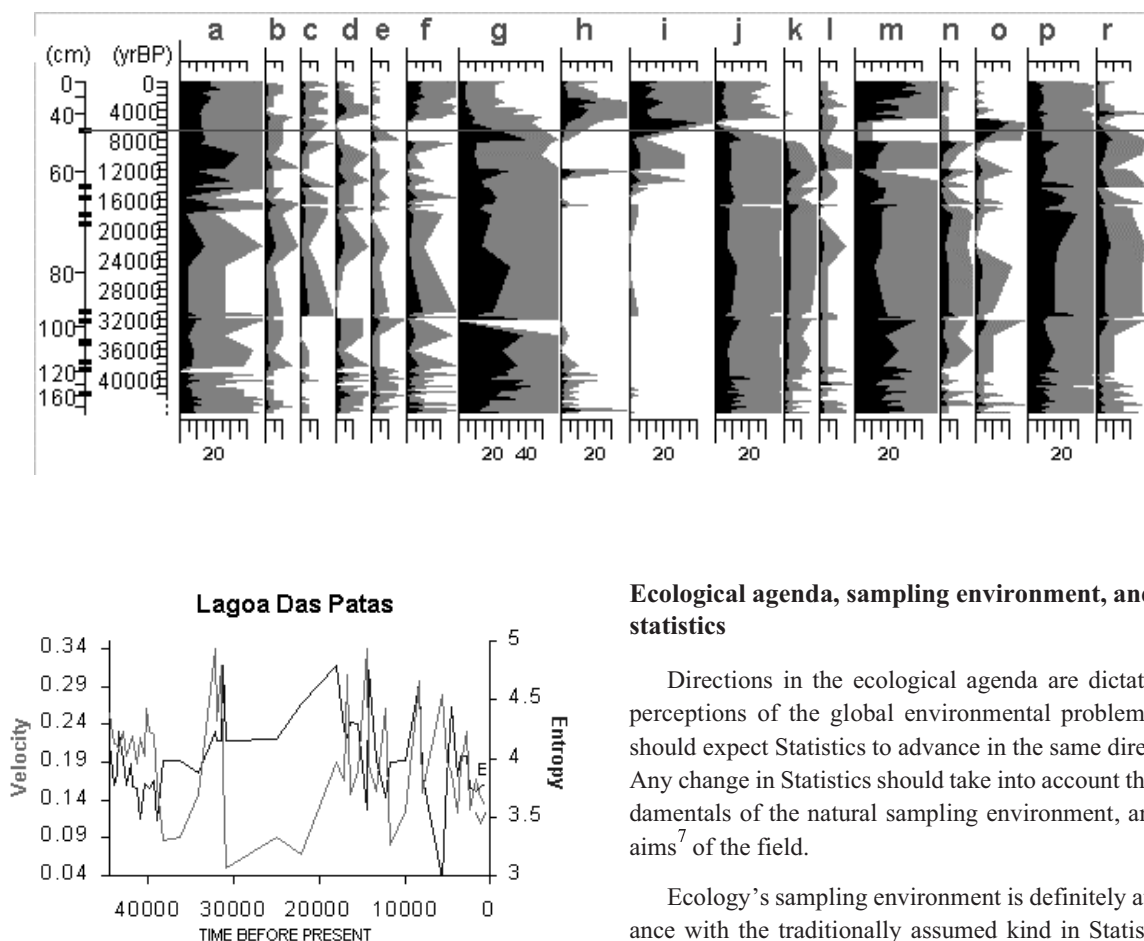 a b c d e f g h i j k l m n o p r
(cm) (yrBP)
0 0
40 4000
8000
60 12000
16000
20000
80 24000
28000
100 32000
36000
120 40000
160
20 20 40 20 20 20 20 20
Lagoa Das Patas
0.34 5
0.29 4.5
0.24
0.19 4
0.14 3.5
0.09
0.04 3
Velocity
Entropy
E
V
40000 30000 20000 10000 0
TIME BEFORE PRESENT
Ecological agenda, sampling environment, and
statistics
Directions in the ecological agenda are dictat
perceptions of the global environmental problem
should expect Statistics to advance in the same dire
Any change in Statistics should take into account th
damentals of the natural sampling environment, an
aims7 of the field.
Ecology’s sampling environment is definitely a
ance with the traditionally assumed kind in Statis